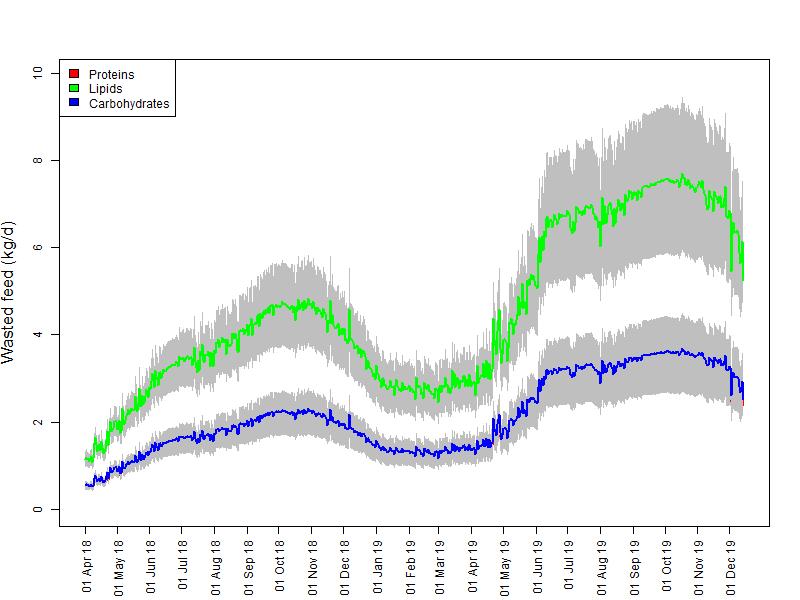 Wasted feed (kg/d)
10
8
6
4
2
0
Proteins
Lipids
Carbohydrates
01 Apr 18
01 May 18
01 Jun 18
01 Jul 18
01 Aug 18
01 Sep 18
01 Oct 18
01 Nov 18
01 Dec 18
01 Jan 19
01 Feb 19
01 Mar 19
01 Apr 19
01 May 19
01 Jun 19
01 Jul 19
01 Aug 19
01 Sep 19
01 Oct 19
01 Nov 19
01 Dec 19